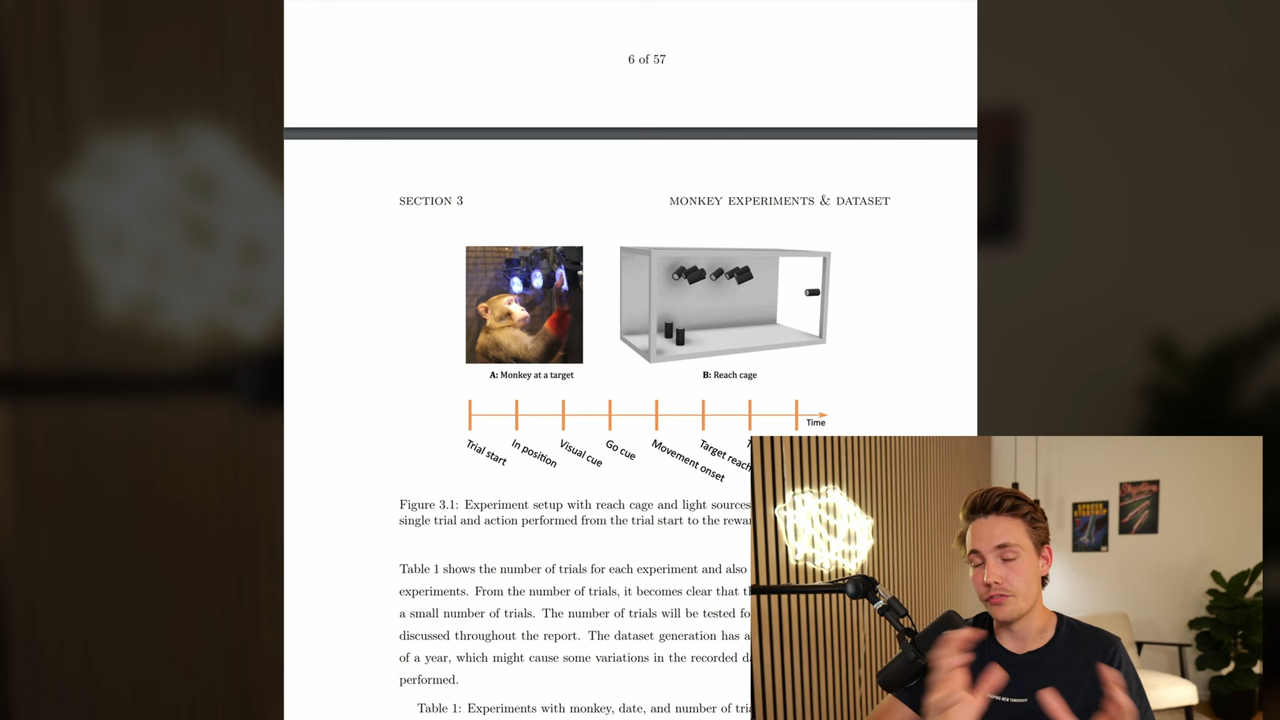 6 of 57
SECTION 3
MONKEY EXPERIMENTS & DATASET
A: Monkey at a target
B: Reach cage
Time
Trial start
In position
Visual cue
Go cue
Movement onset
Target reach
Figure 3.1: Experiment setup with reach cage and light sources
single trial and action performed from the trial start to the
Table 1 shows the number of trials for each experiment and also
experiments. From the number of trials, it becomes clear that
a small number of trials. The number of trials will be tested
discussed throughout the report. The dataset generation has a
of a year, which might cause some variations in the recorded
performed.
Table 1: Experiments with monkey, date, and number of